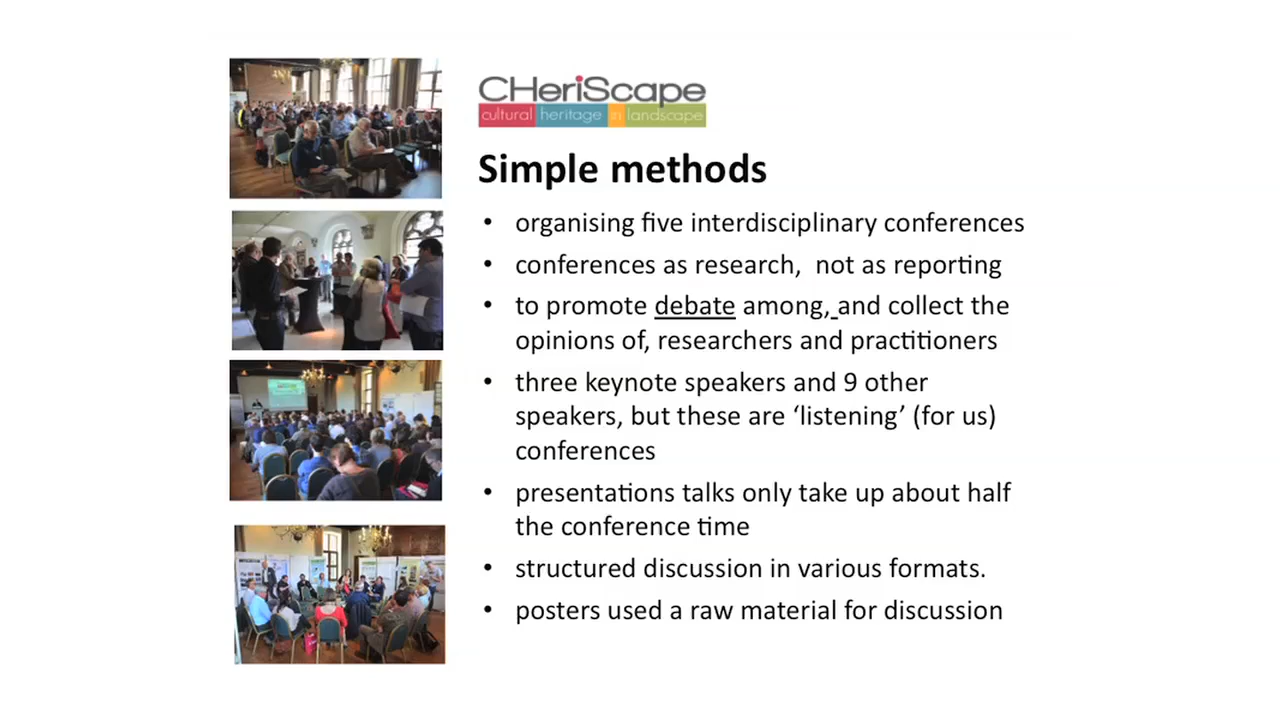 CHeriScape
cultural heritage in landscape
Simple methods
• organising five interdisciplinary conferences
• conferences as research,  not as reporting
• to promote debate among, and collect the
opinions of, researchers and practitioners
• three keynote speakers and 9 other
speakers, but these are ‘listening’ (for us)
conferences
• presentations talks only take up about half
the conference time
• structured discussion in various formats.
• posters used a raw material for discussion